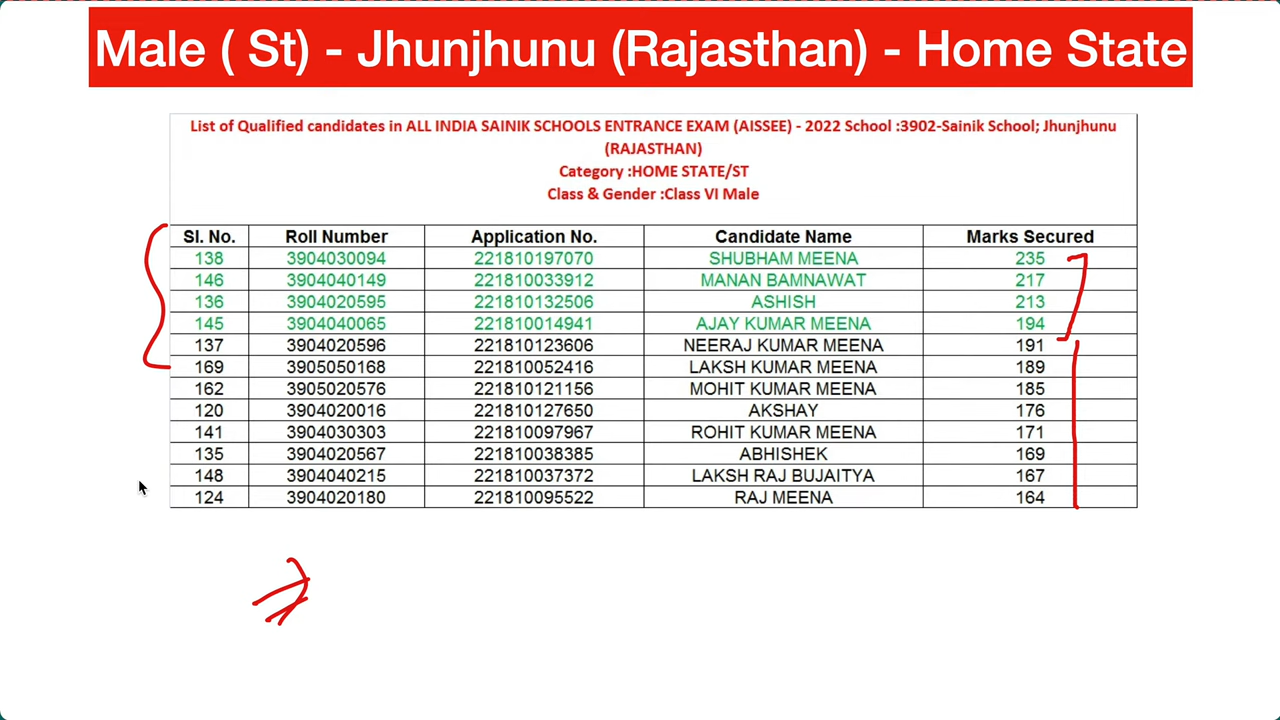 Male ( St) - Jhunjhunu (Rajasthan) - Home State
List of Qualified candidates in ALL INDIA SAINIK SCHOOLS ENTRANCE EXAM (AISSEE) - 2022 School :3902-Sainik School; Jhunjhunu
(RAJASTHAN)
Category :HOME STATE/ST
Class & Gender :Class VI Male
Sl. No. Roll Number Application No. Candidate Name Marks Secured
138 3904030094 221810197070 SHUBHAM MEENA 235
146 3904040149 221810033912 MANAN BAMNAWAT 217
136 3904020595 221810132506 ASHISH 213
145 3904040065 221810014941 AJAY KUMAR MEENA 194
137 3904020596 221810123606 NEERAJ KUMAR MEENA 191
169 3905050168 221810052416 LAKSH KUMAR MEENA 189
162 3905020576 221810121156 MOHIT KUMAR MEENA 185
120 3904020016 221810127650 AKSHAY 176
141 3904030303 221810097967 ROHIT KUMAR MEENA 171
135 3904020567 221810038385 ABHISHEK 169
148 3904040215 221810037372 LAKSH RAJ BUJAITYA 167
124 3904020180 221810095522 RAJ MEENA 164